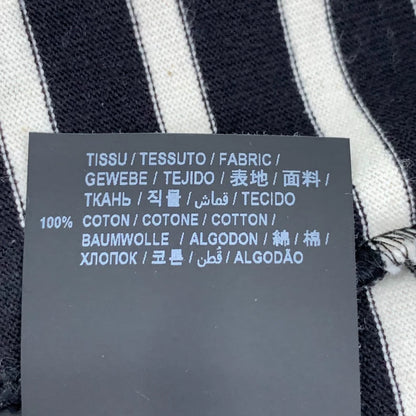 TISSU / TESSUTO / FABRIC /
GEWEBE / TEJIDO / 表地 / 面料 /
ТКАНЬ / 직물 / قماش / TECIDO
100% COTON / COTONE / COTTON /
BAUMWOLLE / ALGODON / 綿 / 棉 /
ХЛОПОК / 코튼 / قُطن / ALGODÃO